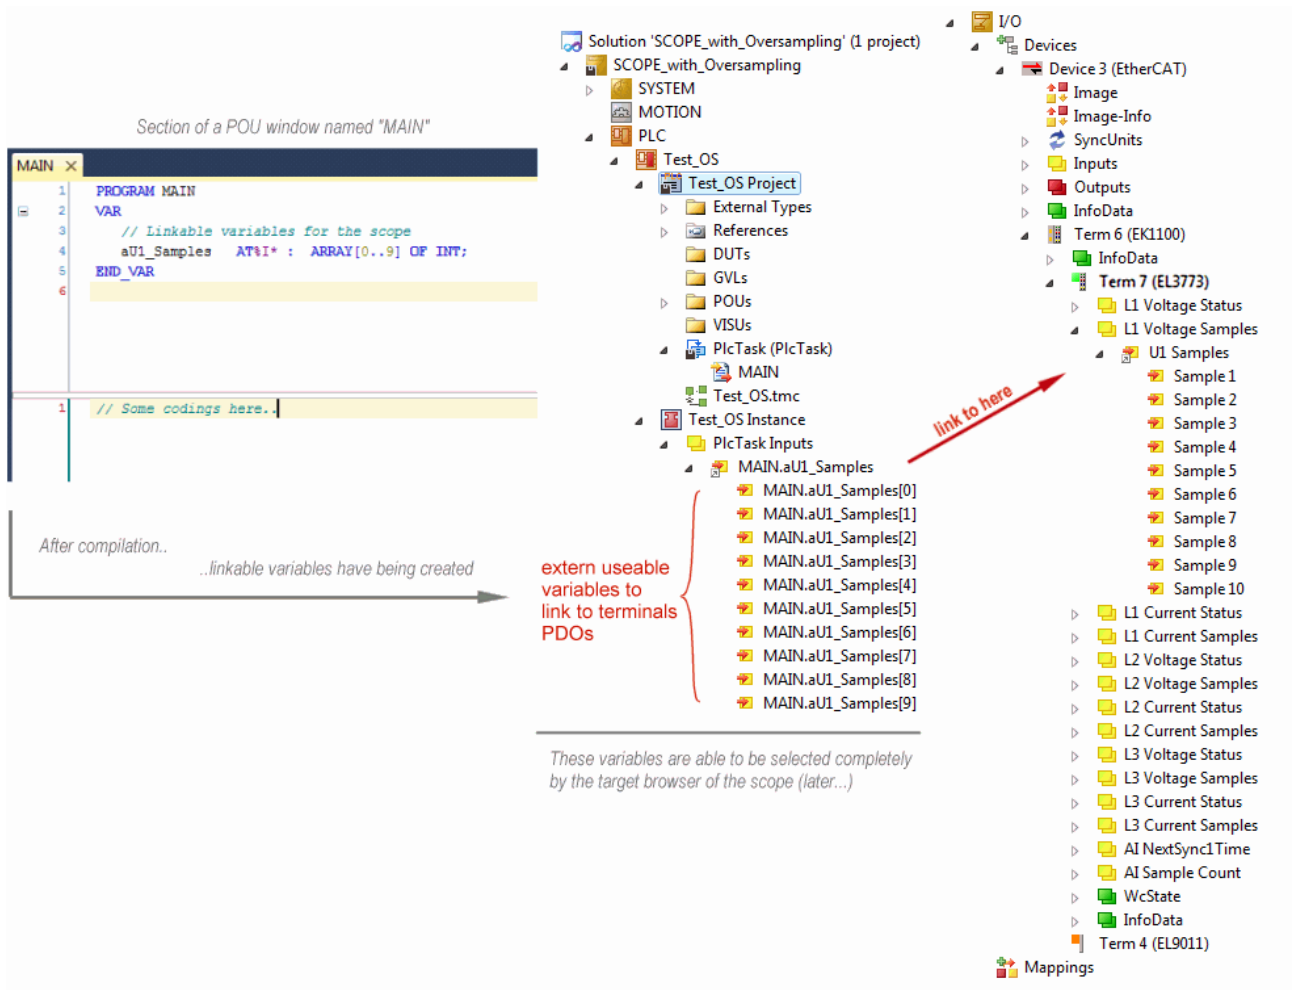 Section of a POU window named "MAIN"
MAIN X
1 PROGRAM MAIN
2 VAR
3 // Linkable variables for the scope
4 aU1_Samples AT%I* : ARRAY[0..9] OF INT;
5 END_VAR
6
1 // Some codings here..
After compilation..
..linkable variables have being created
Solution 'SCOPE_with_Oversampling' (1 project)
SCOPE_with_Oversampling
SYSTEM
MOTION
PLC
Test_OS
Test_OS Project
External Types
References
DUTs
GVLs
POUs
VISUs
PlcTask (PlcTask)
MAIN
Test_OS.tmc
Test_OS Instance
PlcTask Inputs
MAIN.aU1_Samples
MAIN.aU1_Samples[0]
MAIN.aU1_Samples[1]
MAIN.aU1_Samples[2]
MAIN.aU1_Samples[3]
MAIN.aU1_Samples[4]
MAIN.aU1_Samples[5]
MAIN.aU1_Samples[6]
MAIN.aU1_Samples[7]
MAIN.aU1_Samples[8]
MAIN.aU1_Samples[9]
extern useable
variables to
link to terminals
PDOs
These variables are able to be selected completely
by the target browser of the scope (later...)
link to here
I/O
Devices
Device 3 (EtherCAT)
Image
Image-Info
SyncUnits
Inputs
Outputs
InfoData
Term 6 (EK1100)
InfoData
Term 7 (EL3773)
L1 Voltage Status
L1 Voltage Samples
U1 Samples
Sample 1
Sample 2
Sample 3
Sample 4
Sample 5
Sample 6
Sample 7
Sample 8
Sample 9
Sample 10
L1 Current Status
L1 Current Samples
L2 Voltage Status
L2 Voltage Samples
L2 Current Status
L2 Current Samples
L3 Voltage Status
L3 Voltage Samples
L3 Current Status
L3 Current Samples
AI NextSync1Time
AI Sample Count
WcState
InfoData
Term 4 (EL9011)
Mappings